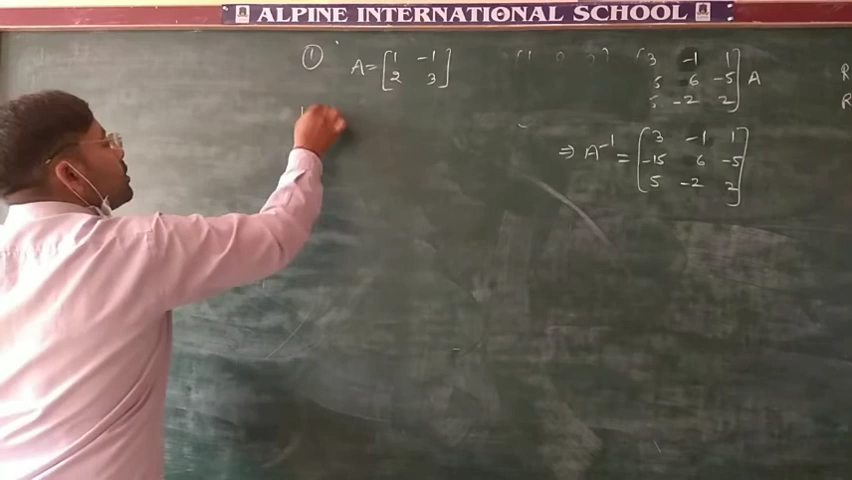 ALPINE INTERNATIONAL SCHOOL
① A = [1 -1
2 3]
3 -1 1
5 6 -5
5 -2 2] A
R
R
⇒ A⁻¹ = [3 -1 1
-15 6 -5
5 -2 2]